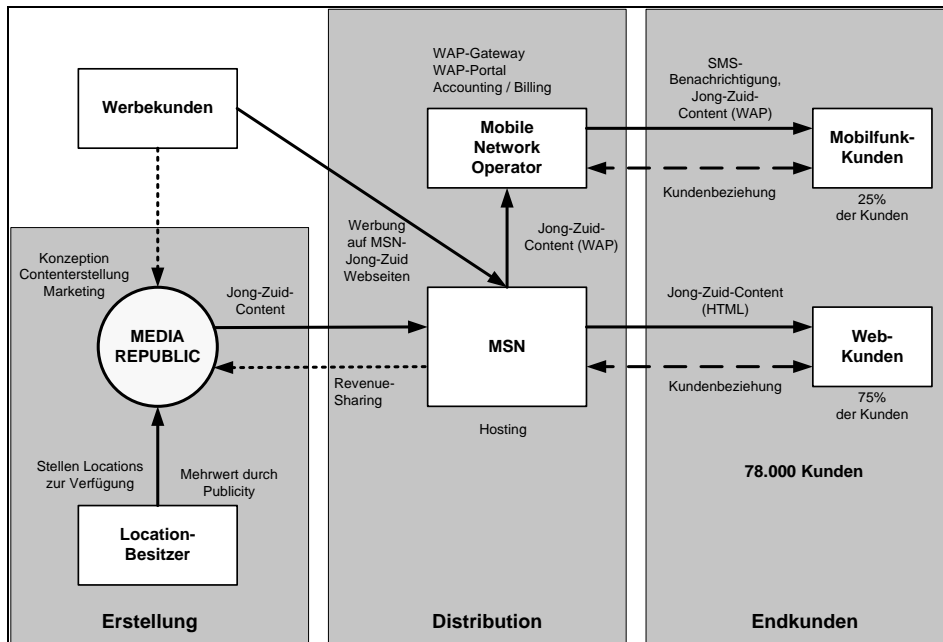 Werbekunden
WAP-Gateway
WAP-Portal
Accounting / Billing
Mobile
Network
Operator
SMS-
Benachrichtigung,
Jong-Zuid-
Content (WAP)
Mobilfunk-
Kunden
Kundenbeziehung
25%
der Kunden
Werbung
auf MSN-
Jong-Zuid
Webseiten
Jong-Zuid-
Content (WAP)
Konzeption
Contenterstellung
Marketing
MEDIA
REPUBLIC
Jong-Zuid-
Content
Revenue-
Sharing
MSN
Hosting
Jong-Zuid-Content
(HTML)
Web-
Kunden
Kundenbeziehung
75%
der Kunden
78.000 Kunden
Stellen Locations
zur Verfügung
Mehrwert durch
Publicity
Location-
Besitzer
Erstellung
Distribution
Endkunden